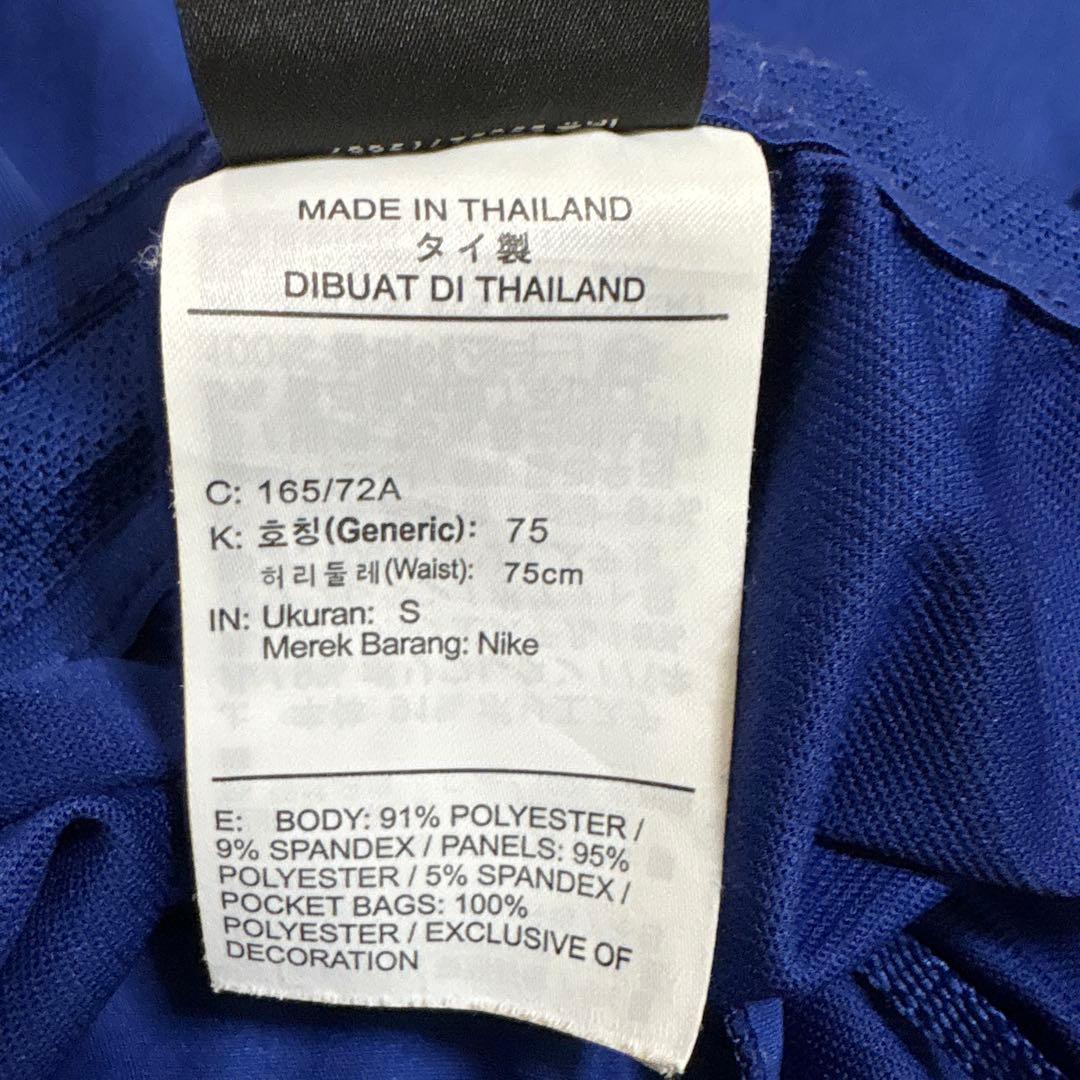 MADE IN THAILAND
タイ製
DIBUAT DI THAILAND
C: 165/72A
K: 호칭(Generic): 75
허리둘레(Waist): 75cm
IN: Ukuran: S
Merek Barang: Nike
E: BODY: 91% POLYESTER /
9% SPANDEX / PANELS: 95%
POLYESTER / 5% SPANDEX /
POCKET BAGS: 100%
POLYESTER / EXCLUSIVE OF
DECORATION